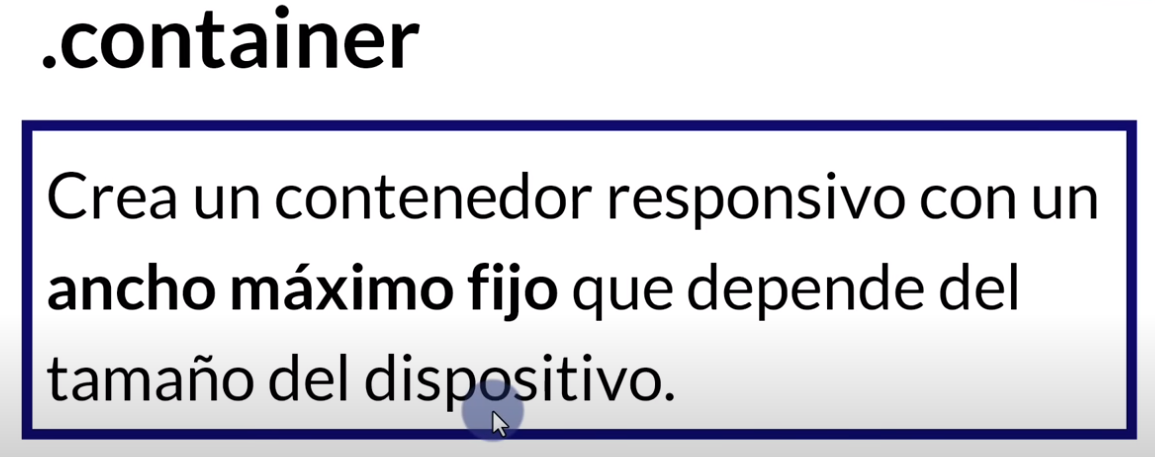 .container
Crea un contenedor responsivo con un
ancho máximo fijo que depende del
tamaño del dispositivo.